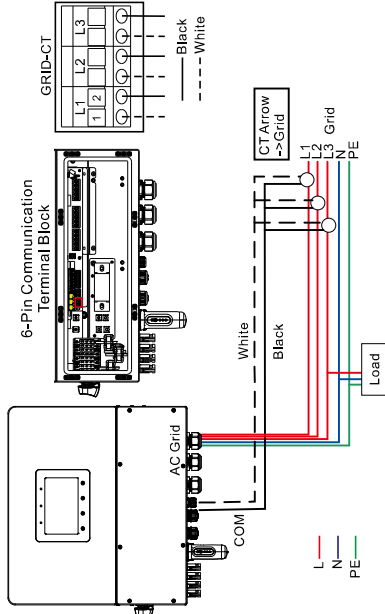 GRID-CT
L1 L2 L3
1 2
Black
White
6-Pin Communication
Terminal Block
CT Arrow
->Grid
L1
L2
L3 Grid
N
PE
White
Black
AC Grid
COM
Load
L
N
PE